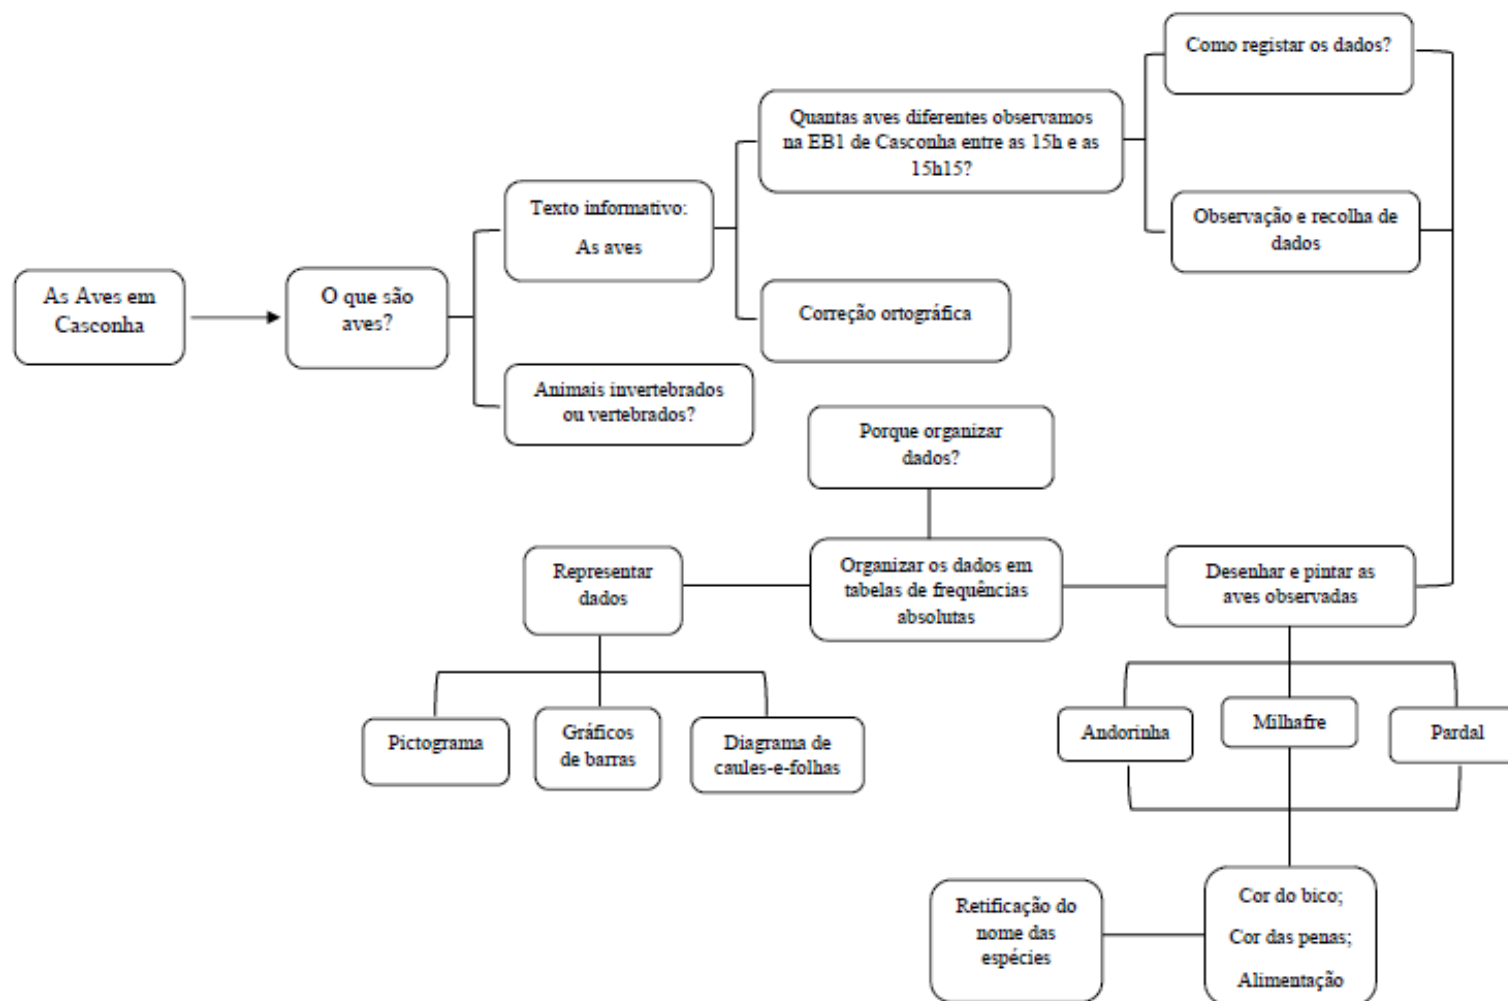 As Aves em
Casconha
O que são
aves?
Texto informativo:
As aves
Animais invertebrados
ou vertebrados?
Quantas aves diferentes observamos
na EB1 de Casconha entre as 15h e as
15h15?
Correção ortográfica
Como registar os dados?
Observação e recolha de
dados
Porque organizar
dados?
Representar
dados
Organizar os dados em
tabelas de frequências
absolutas
Desenhar e pintar as
aves observadas
Pictograma
Gráficos
de barras
Diagrama de
caules-e-folhas
Andorinha
Milhafre
Pardal
Retificação do
nome das
espécies
Cor do bico;
Cor das penas;
Alimentação